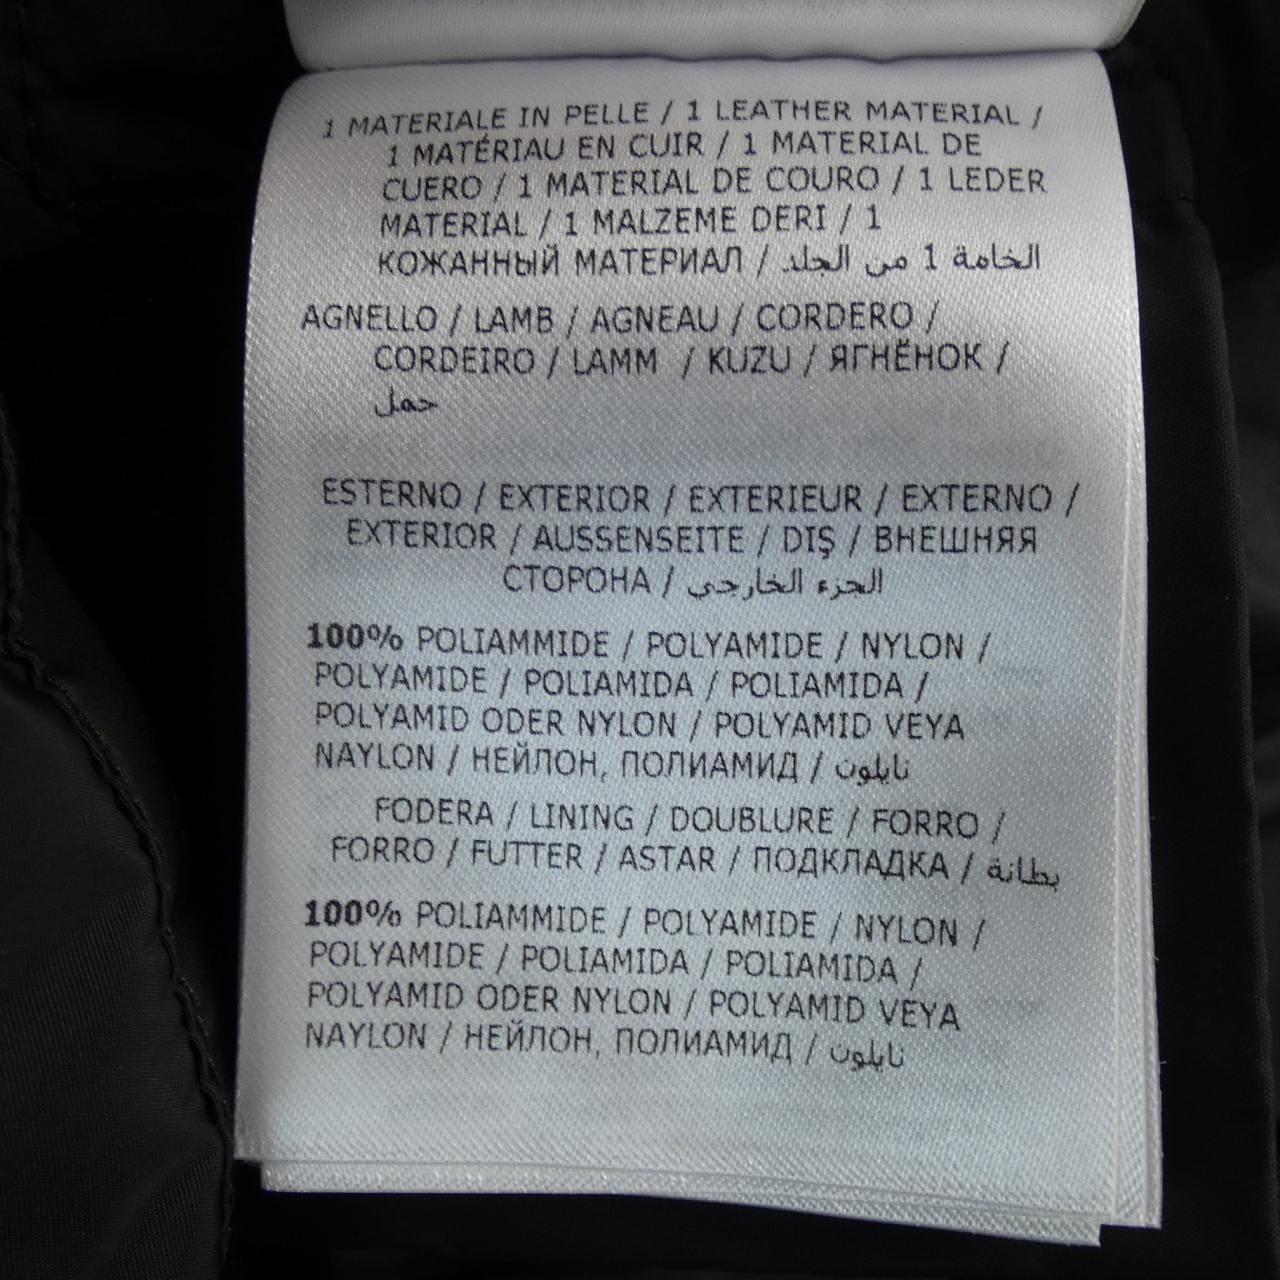 1 MATERIALE IN PELLE / 1 LEATHER MATERIAL /
1 MATÉRIAU EN CUIR / 1 MATERIAL DE
CUERO / 1 MATERIAL DE COURO / 1 LEDER
MATERIAL / 1 MALZEME DERI / 1
КОЖАННЫЙ МАТЕРИАЛ / الخامة 1 من الجلد
AGNELLO / LAMB / AGNEAU / CORDERO /
CORDEIRO / LAMM / KUZU / ЯГНЁНОК /
حمل
ESTERNO / EXTERIOR / EXTERIEUR / EXTERNO /
EXTERIOR / AUSSENSEITE / DIŞ / ВНЕШНЯЯ
СТОРОНА / الجزء الخارجي
100% POLIAMMIDE / POLYAMIDE / NYLON /
POLYAMIDE / POLIAMIDA / POLIAMIDA /
POLYAMID ODER NYLON / POLYAMID VEYA
NAYLON / НЕЙЛОН, ПОЛИАМИД / نايلون
FODERA / LINING / DOUBLURE / FORRO /
FORRO / FUTTER / ASTAR / ПОДКЛАДКА / بطانة
100% POLIAMMIDE / POLYAMIDE / NYLON /
POLYAMIDE / POLIAMIDA / POLIAMIDA /
POLYAMID ODER NYLON / POLYAMID VEYA
NAYLON / НЕЙЛОН, ПОЛИАМИД / نايلون